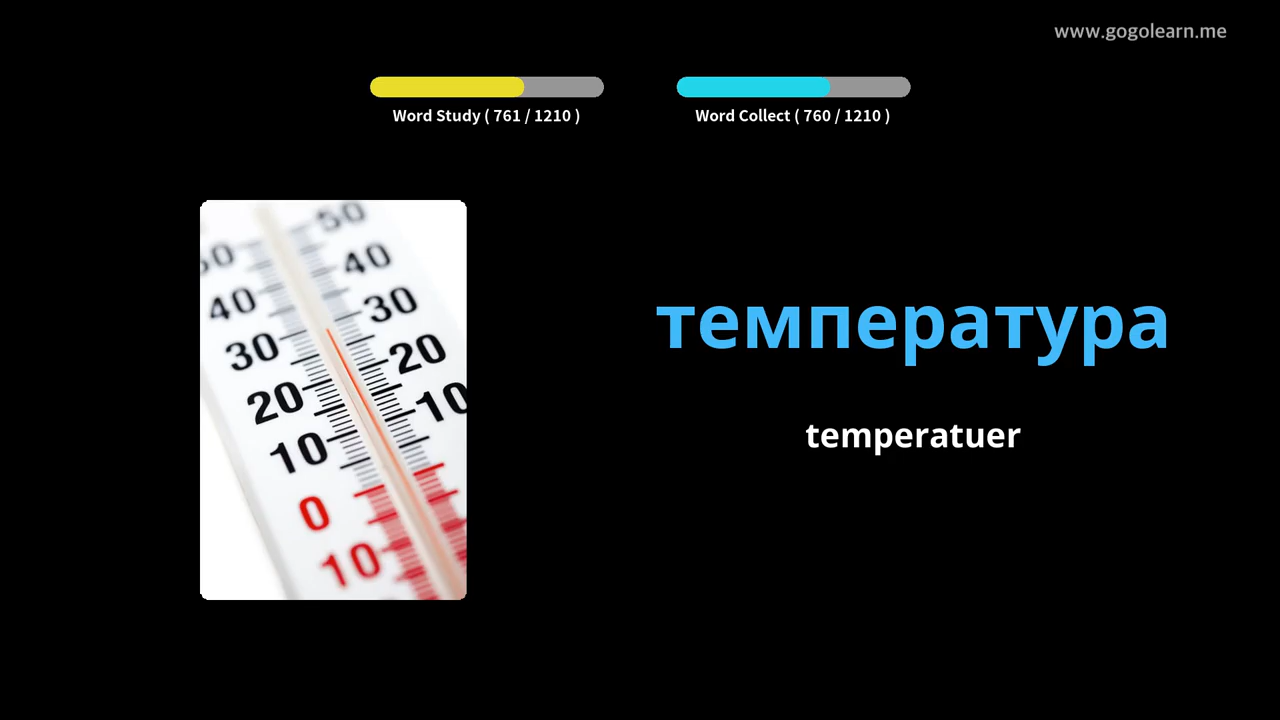 www.gogolearn.me
Word Study ( 761 / 1210 )
Word Collect ( 760 / 1210 )
50
50
40
40
30
30
20
20
10
10
0
10
температура
temperatuer